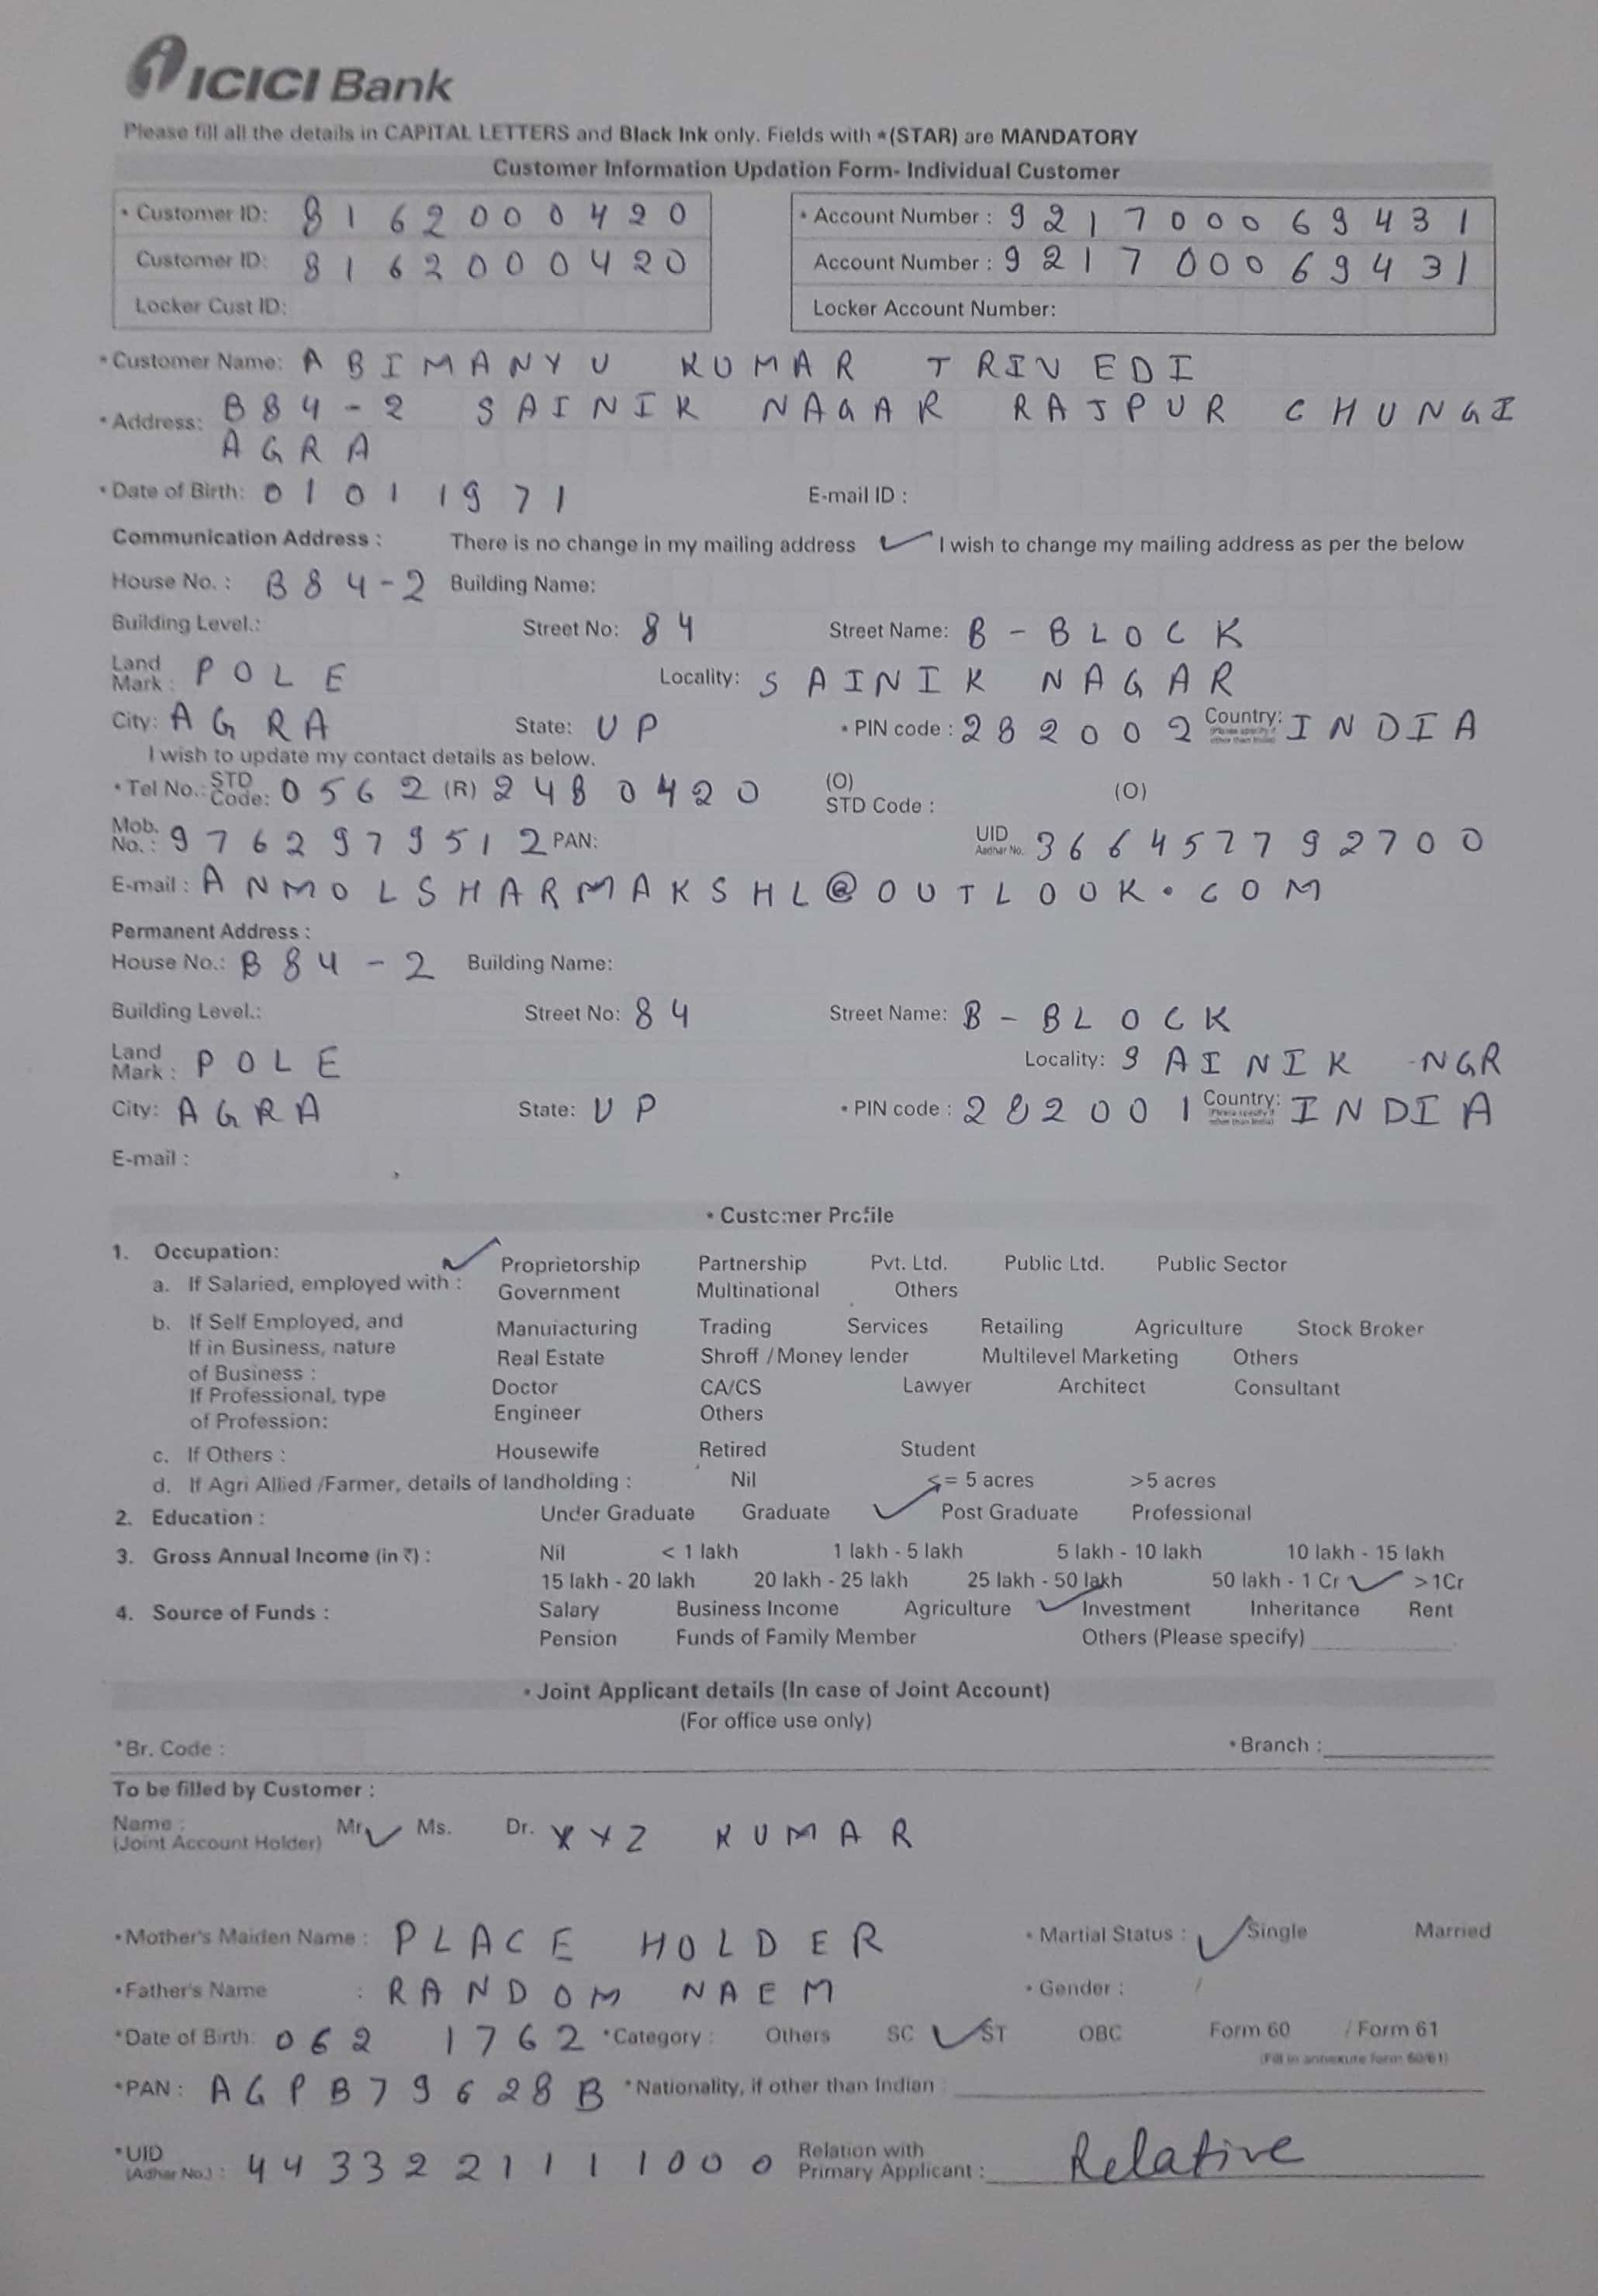 ICICI Bank
Please fill all the details in CAPITAL LETTERS and Black Ink only. Fields with *(STAR) are MANDATORY
Customer Information Updation Form- Individual Customer
* Customer ID: 8162000420 * Account Number : 921700069431
Customer ID: 8162000420 Account Number : 921700069431
Locker Cust ID: Locker Account Number:
* Customer Name: ABIMANYU KUMAR TRIVEDI
* Address: B84-2 SAINIK NAGAR RAJPUR CHUNGI
AGRA
* Date of Birth: 01011971 E-mail ID :
Communication Address : There is no change in my mailing address ✓ I wish to change my mailing address as per the below
House No. : B84-2 Building Name:
Building Level.: Street No: 84 Street Name: B-BLOCK
Land Mark : POLE Locality: SAINIK NAGAR
City: AGRA State: UP * PIN code : 282002 Country: (Please specify if other than India) INDIA
I wish to update my contact details as below.
* Tel No.: STD Code: 0562 (R) 2480420 (O) STD Code : (O)
Mob. No. : 9762979512 PAN: UID Aadhar No. 366457792700
E-mail : ANMOLSHARMAKSHL@OUTLOOK.COM
Permanent Address :
House No.: B84-2 Building Name:
Building Level.: Street No: 84 Street Name: B-BLOCK
Land Mark : POLE Locality: SAINIK NGR
City: AGRA State: UP * PIN code : 282001 Country: (Please specify if other than India) INDIA
E-mail :
* Customer Profile
1. Occupation: ✓ Proprietorship Partnership Pvt. Ltd. Public Ltd. Public Sector
a. If Salaried, employed with : Government Multinational Others
b. If Self Employed, and Manufacturing Trading Services Retailing Agriculture Stock Broker
If in Business, nature Real Estate Shroff /Money lender Multilevel Marketing Others
of Business :
If Professional, type Doctor CA/CS Lawyer Architect Consultant
of Profession: Engineer Others
c. If Others : Housewife Retired Student
d. If Agri Allied /Farmer, details of landholding : Nil <= 5 acres >5 acres
2. Education : Under Graduate Graduate ✓ Post Graduate Professional
3. Gross Annual Income (in ₹) : Nil < 1 lakh 1 lakh - 5 lakh 5 lakh - 10 lakh 10 lakh - 15 lakh
15 lakh - 20 lakh 20 lakh - 25 lakh 25 lakh - 50 lakh 50 lakh - 1 Cr ✓ >1Cr
4. Source of Funds : Salary Business Income Agriculture ✓ Investment Inheritance Rent
Pension Funds of Family Member Others (Please specify)
* Joint Applicant details (In case of Joint Account)
(For office use only)
*Br. Code : * Branch :
To be filled by Customer :
Name : (Joint Account Holder) Mr ✓ Ms. Dr. XYZ KUMAR
* Mother's Maiden Name : PLACE HOLDER * Martial Status : ✓ Single Married
* Father's Name : RANDOM NAEM * Gender : /
*Date of Birth: 062 1762 *Category : Others SC ✓ ST OBC Form 60 / Form 61
(Fill in annexure form 60/61)
*PAN : AGPB79628B *Nationality, if other than Indian
*UID (Adhar No.) : 443322111000 Relation with Primary Applicant : Relative